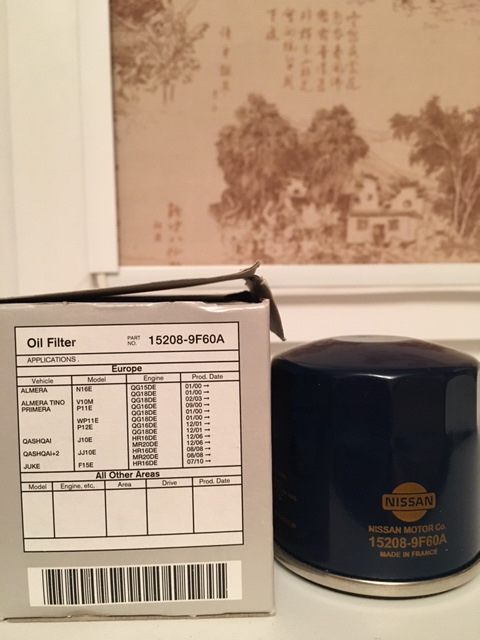 Oil Filter PART NO. 15208-9F60A
APPLICATIONS .
Europe
Vehicle Model Engine Prod. Date
ALMERA N16E QG15DE 01/00 →
QG18DE 01/00 →
ALMERA TINO V10M QG18DE 02/03 →
PRIMERA P11E QG16DE 09/00 →
QG18DE 01/00 →
WP11E QG16DE 01/00 →
P12E QG18DE 12/01 →
QG18DE 12/01 →
QASHQAI J10E HR16DE 12/06 →
MR20DE 12/06 →
QASHQAI+2 JJ10E HR16DE 08/08 →
MR20DE 08/08 →
JUKE F15E HR16DE 07/10 →
All Other Areas
Model Engine, etc. Area Drive Prod. Date
NISSAN
NISSAN MOTOR Co.
15208-9F60A
MADE IN FRANCE